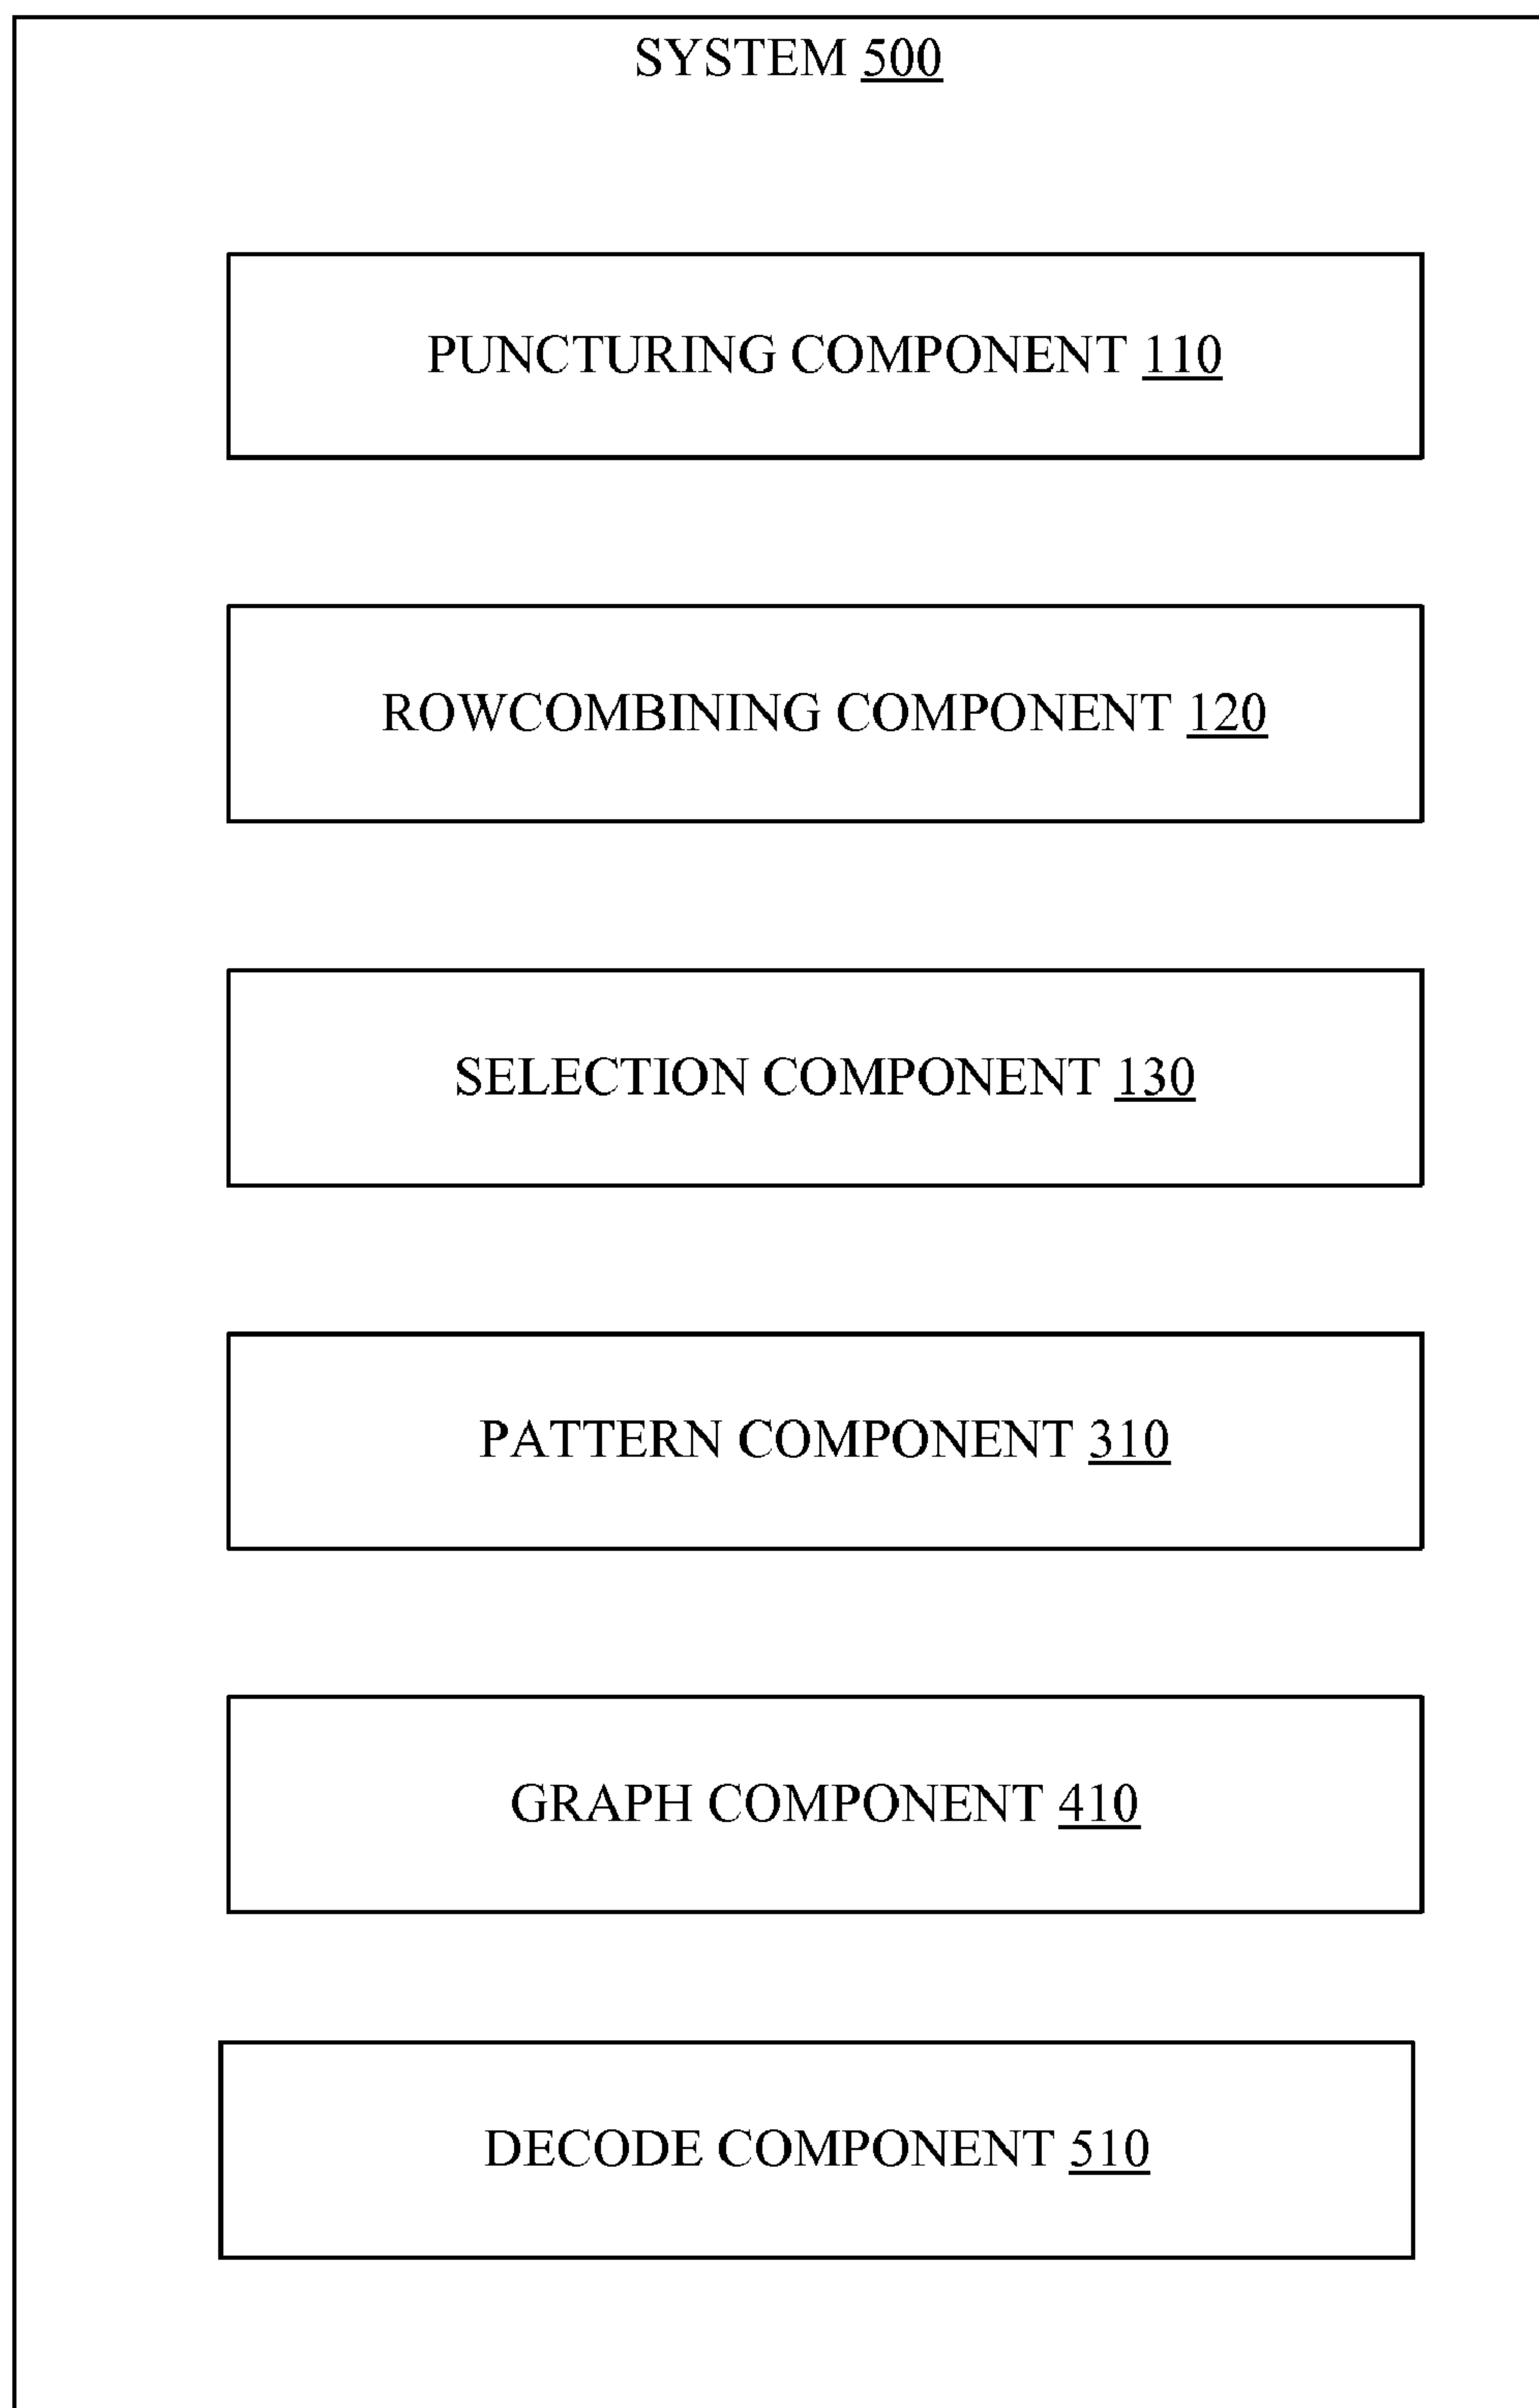 SYSTEM 500
PUNCTURING COMPONENT 110
ROWCOMBINING COMPONENT 120
SELECTION COMPONENT 130
PATTERN COMPONENT 310
GRAPH COMPONENT 410
DECODE COMPONENT 510